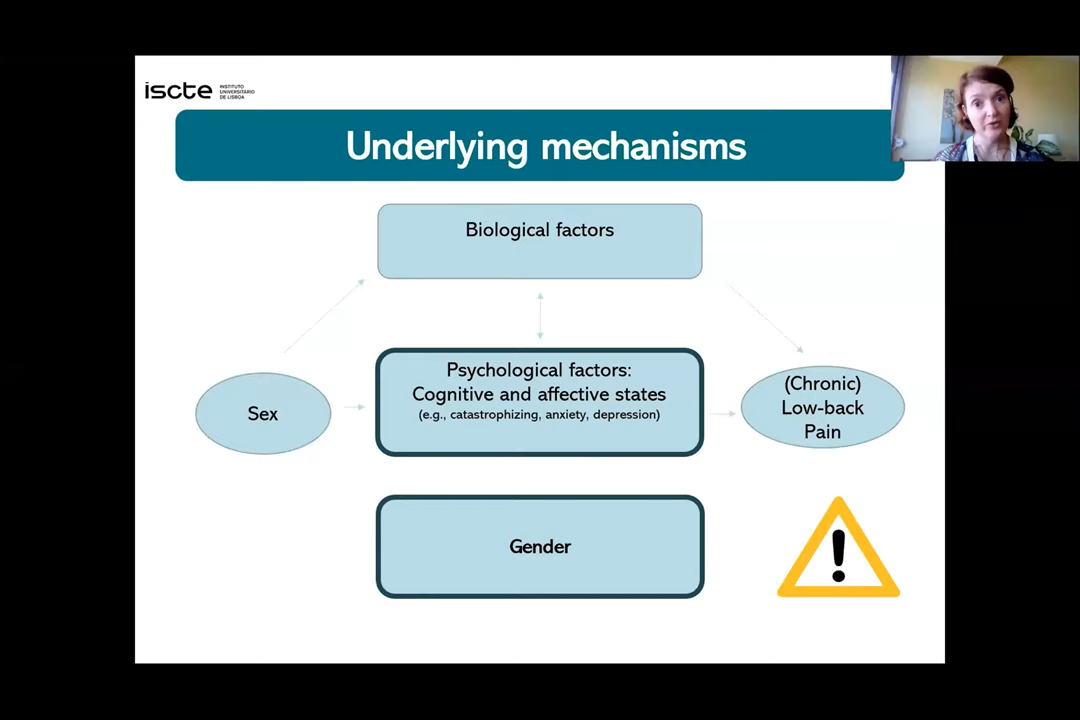 iscte INSTITUTO
UNIVERSITÁRIO
DE LISBOA
Underlying mechanisms
Biological factors
Psychological factors:
Cognitive and affective states
(e.g., catastrophizing, anxiety, depression)
Sex
(Chronic)
Low-back
Pain
Gender